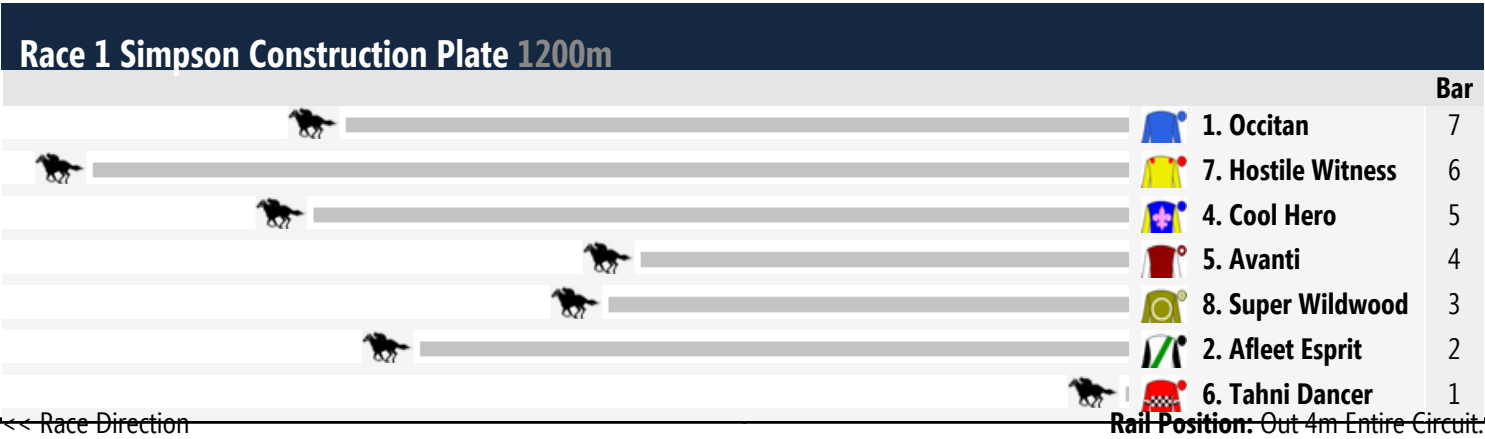 Race 1 Simpson Construction Plate 1200m
Bar
1. Occitan 7
7. Hostile Witness 6
4. Cool Hero 5
5. Avanti 4
8. Super Wildwood 3
2. Afleet Esprit 2
6. Tahni Dancer 1
<< Race Direction Rail Position: Out 4m Entire Circuit.